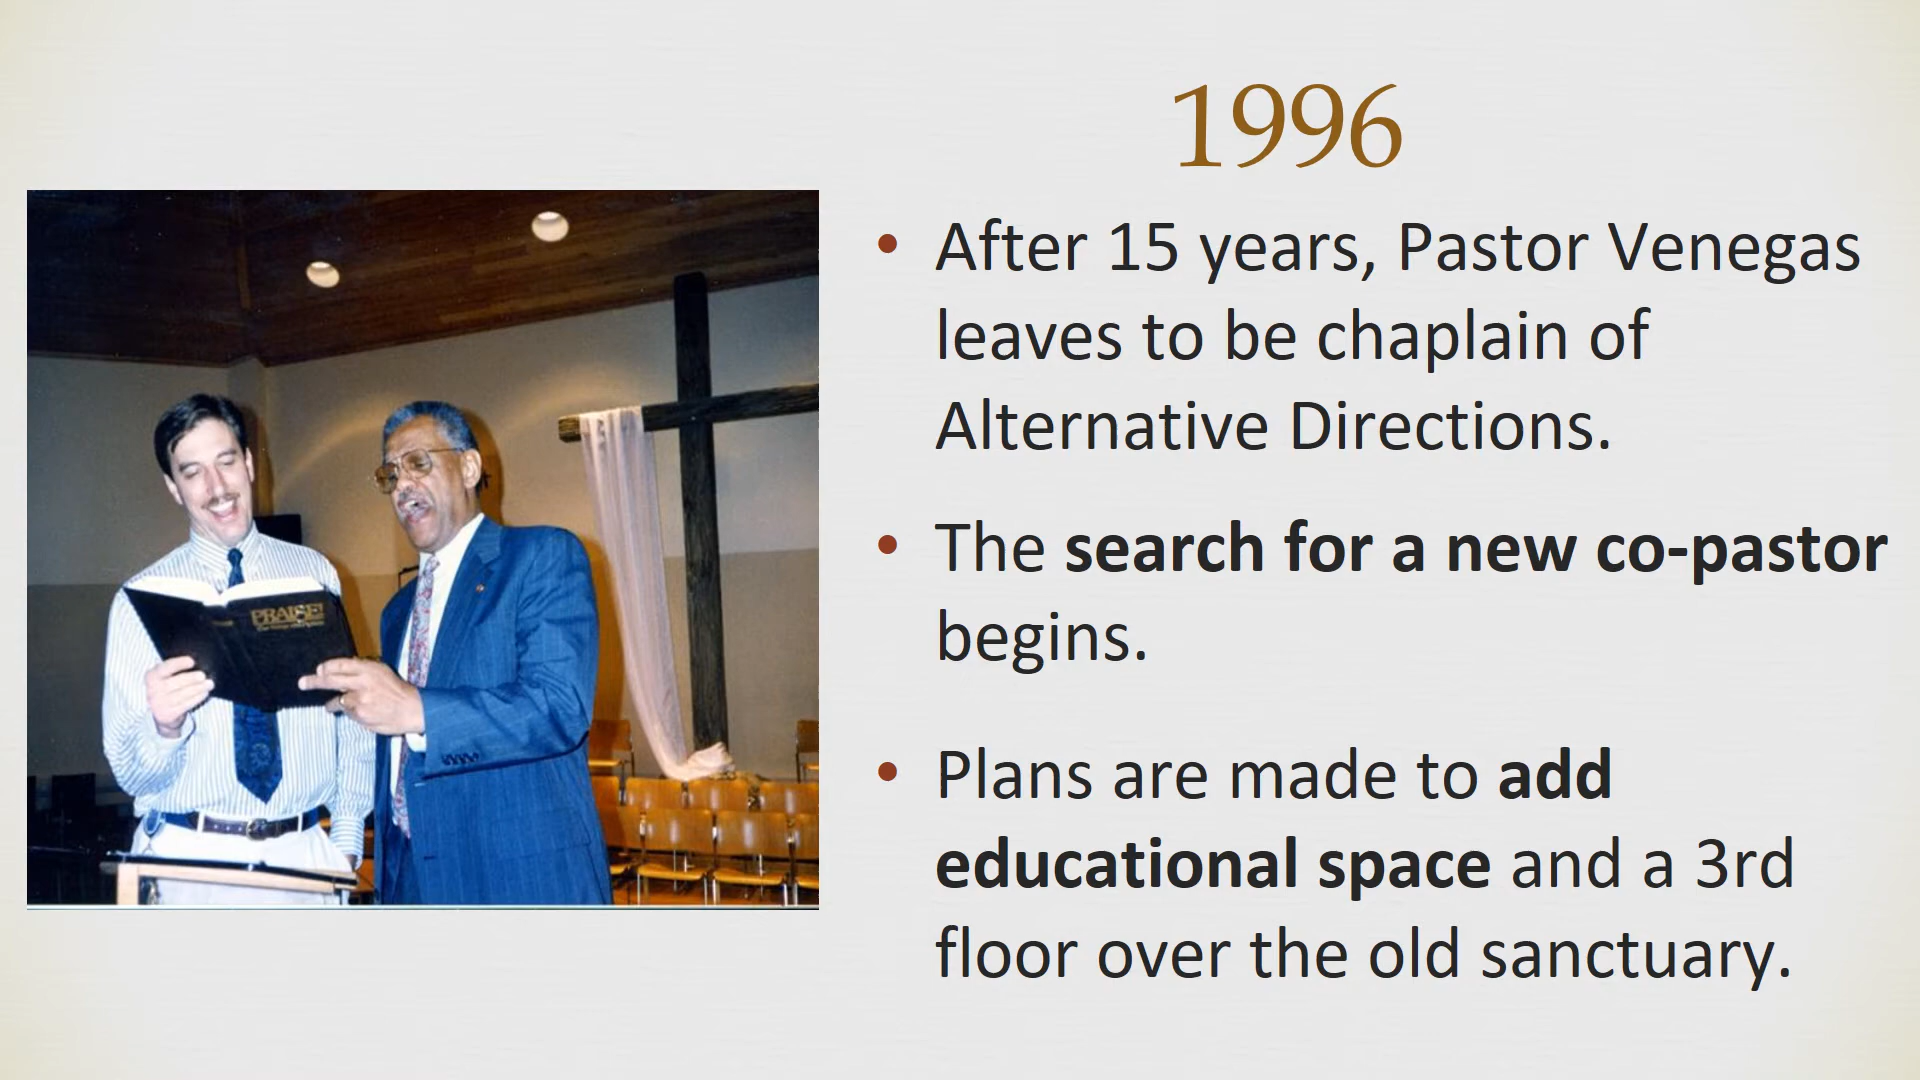 1996
• After 15 years, Pastor Venegas
leaves to be chaplain of
Alternative Directions.
• The search for a new co-pastor
begins.
• Plans are made to add
educational space and a 3rd
floor over the old sanctuary.
PRAISE!